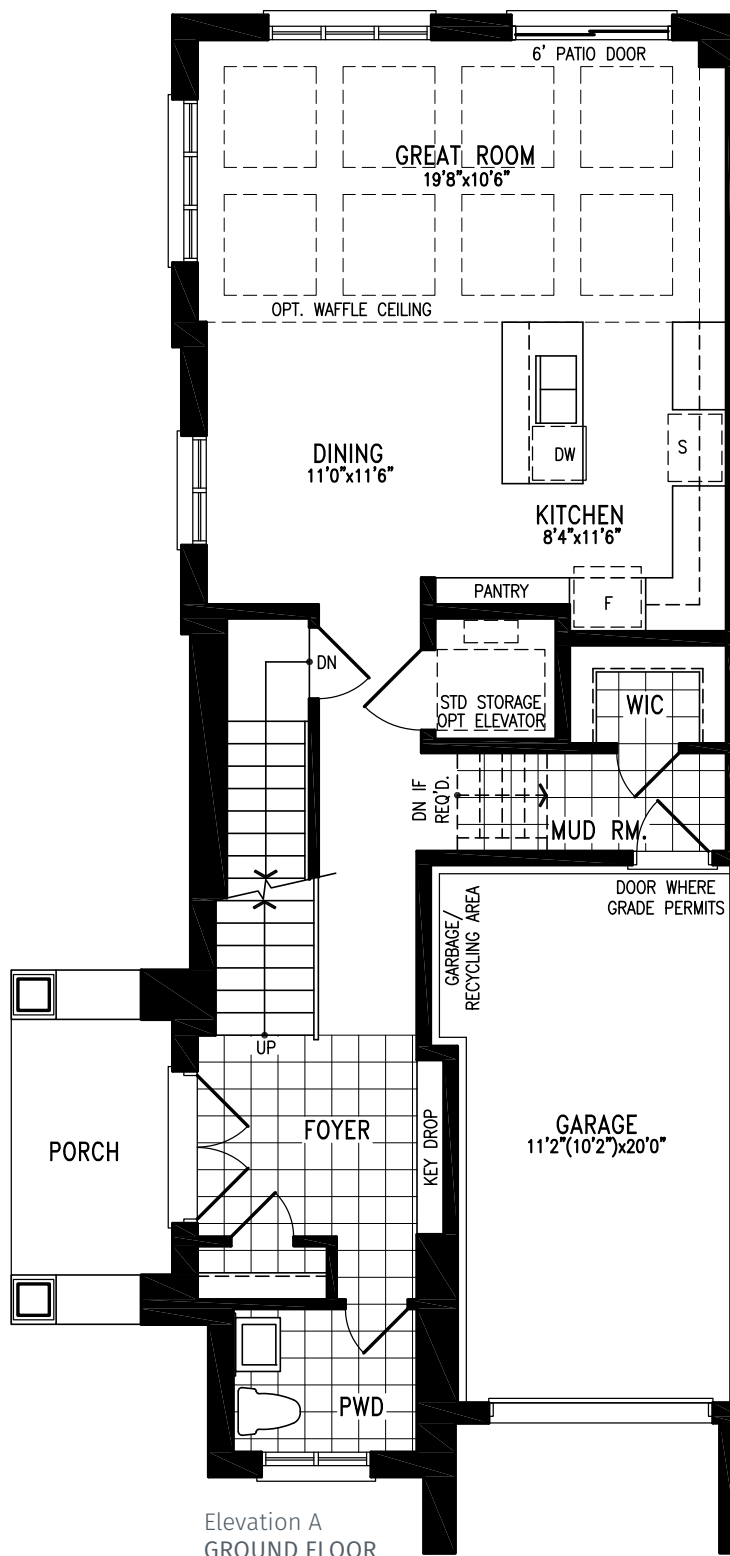 6' PATIO DOOR
GREAT ROOM
19'8"x10'6"
OPT. WAFFLE CEILING
DINING
11'0"x11'6"
DW
S
KITCHEN
8'4"x11'6"
PANTRY
F
DN
STD STORAGE
OPT ELEVATOR
WIC
DN IF
REQ'D.
MUD RM.
DOOR WHERE
GRADE PERMITS
GARBAGE/
RECYCLING AREA
UP
FOYER
KEY DROP
PORCH
GARAGE
11'2"(10'2")x20'0"
PWD
Elevation A
GROUND FLOOR